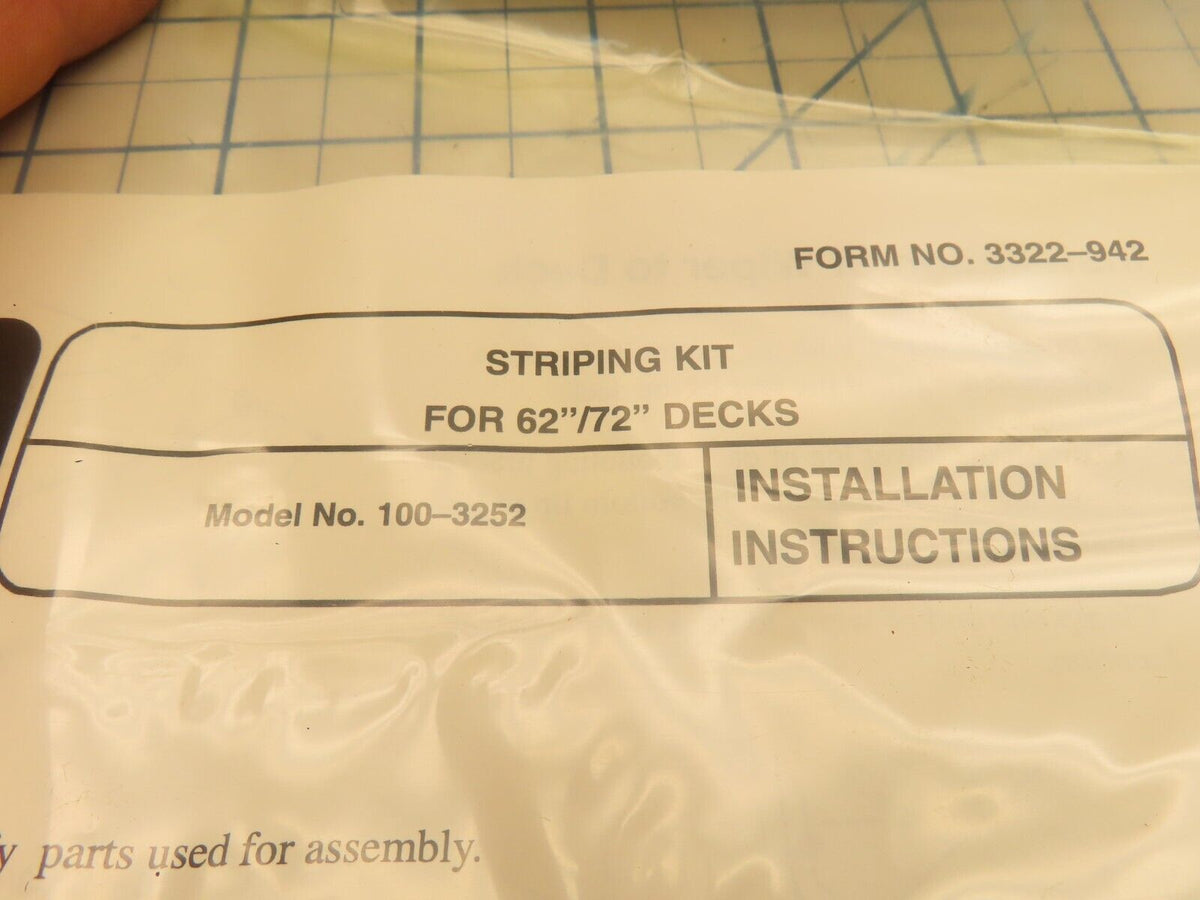 FORM NO. 3322–942
STRIPING KIT
FOR 62”/72” DECKS
Model No. 100–3252
INSTALLATION
INSTRUCTIONS
parts used for assembly.